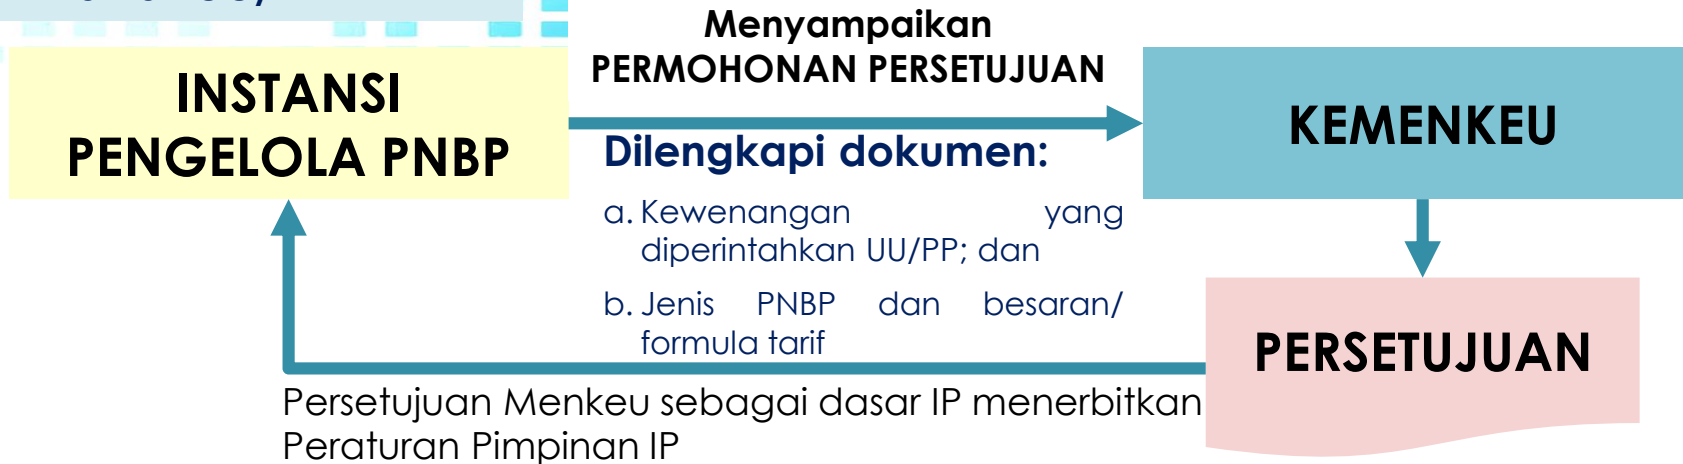 Menyampaikan
PERMOHONAN PERSETUJUAN
INSTANSI
PENGELOLA PNBP
KEMENKEU
Dilengkapi dokumen:
a. Kewenangan yang
diperintahkan UU/PP; dan
b. Jenis PNBP dan besaran/
formula tarif
PERSETUJUAN
Persetujuan Menkeu sebagai dasar IP menerbitkan
Peraturan Pimpinan IP